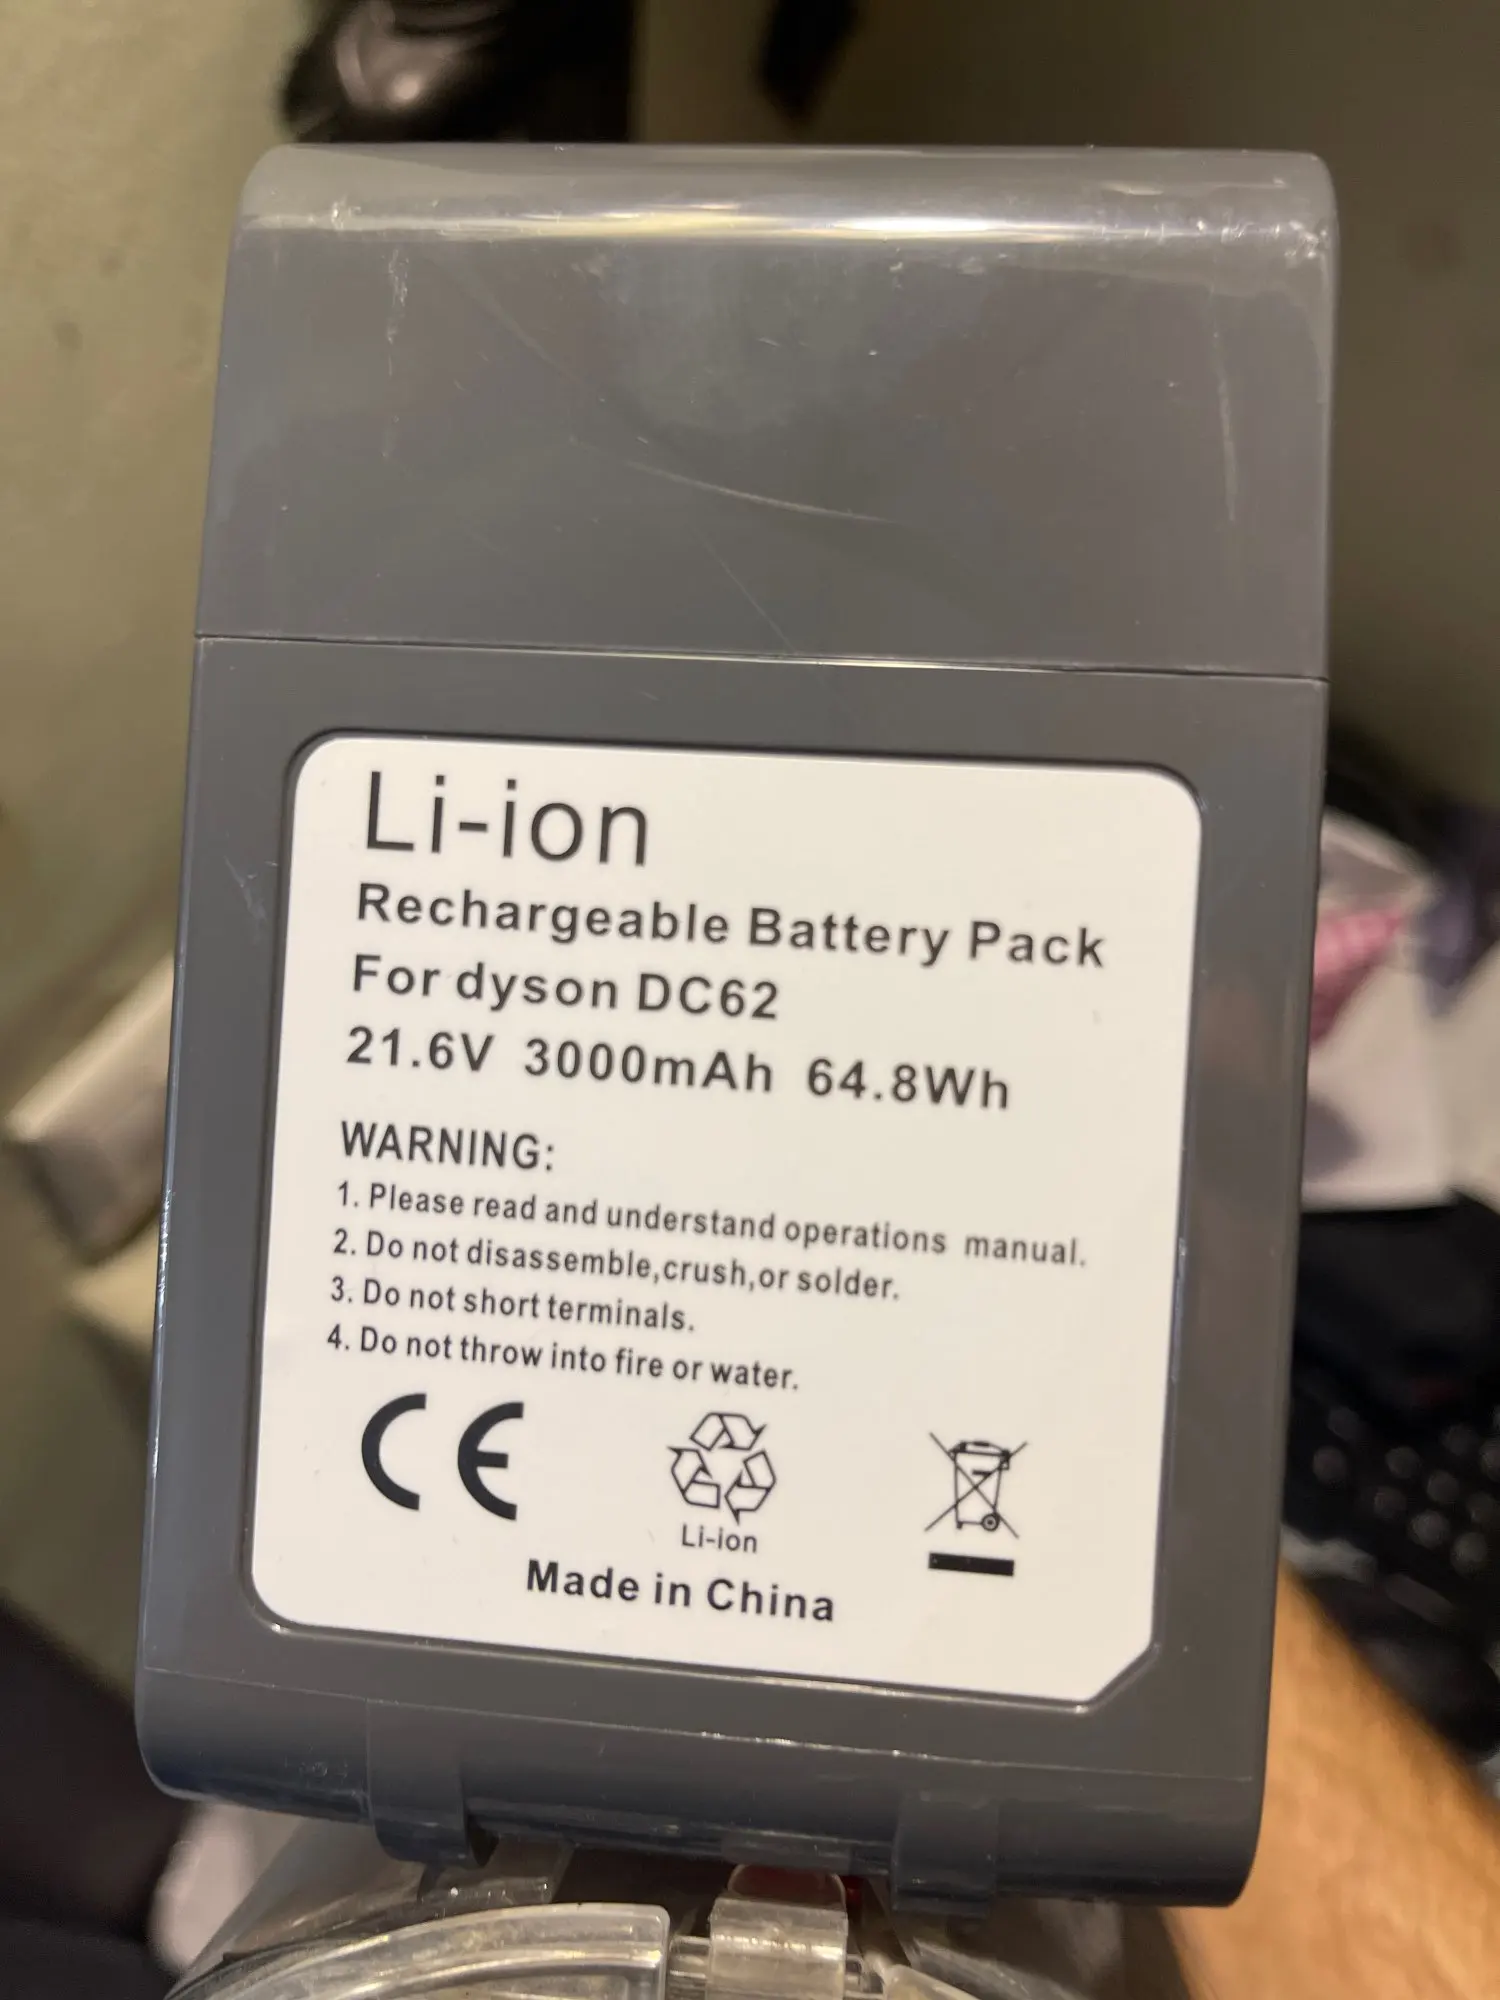 Li-ion
Rechargeable Battery Pack
For dyson DC62
21.6V 3000mAh 64.8Wh
WARNING:
1. Please read and understand operations manual.
2. Do not disassemble,crush,or solder.
3. Do not short terminals.
4. Do not throw into fire or water.
CE
Li-ion
Made in China